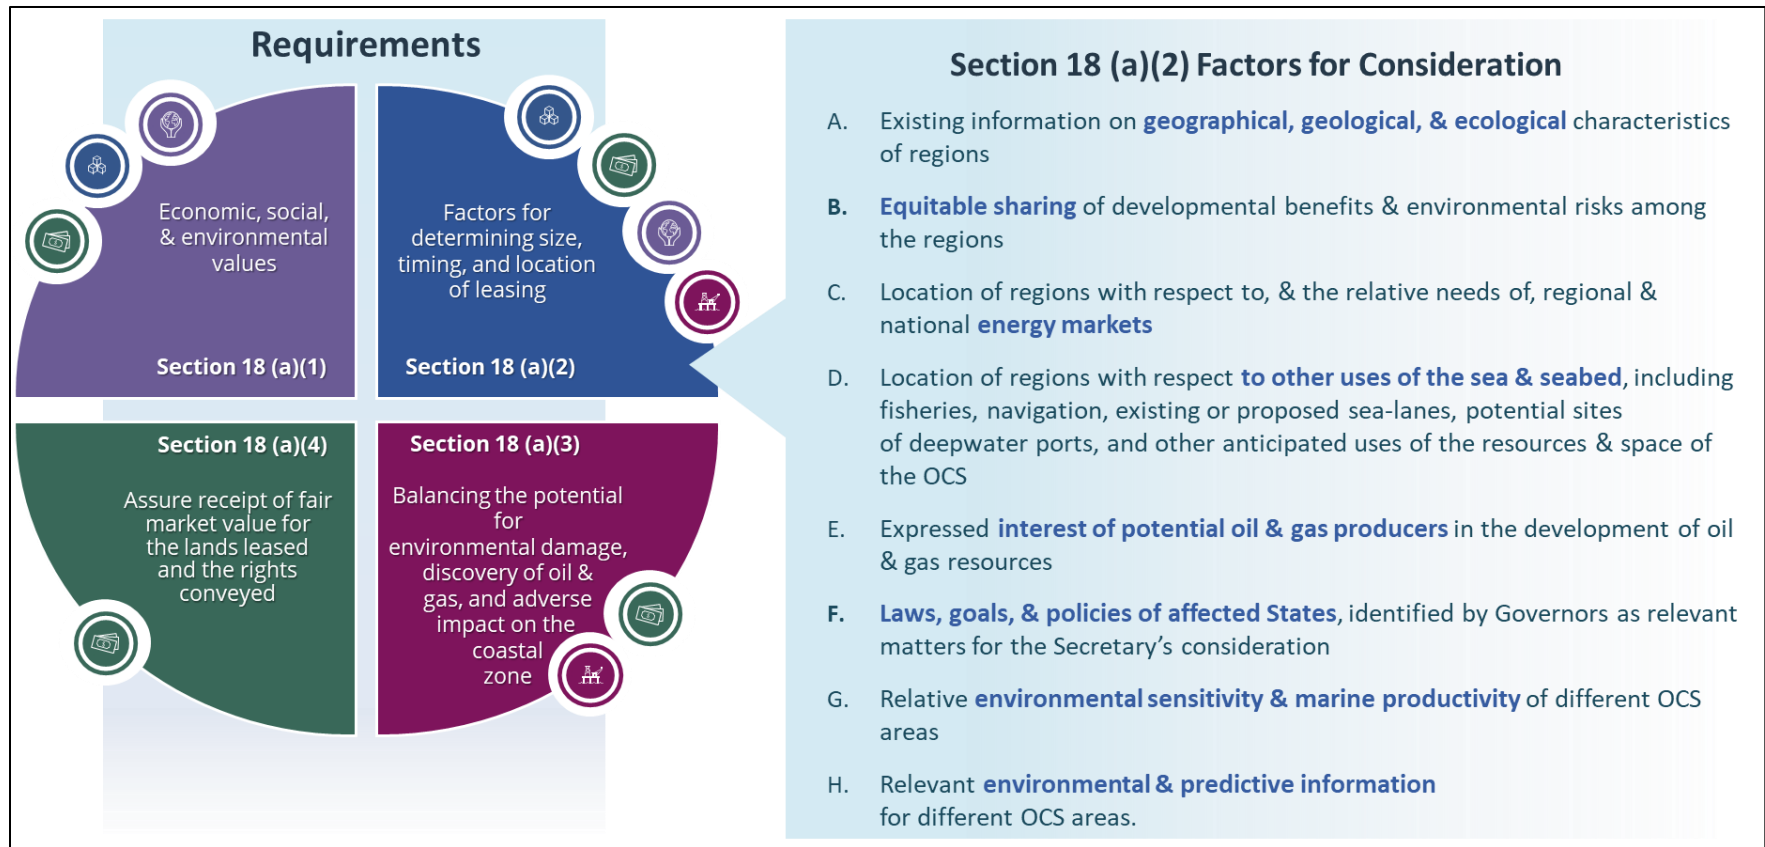 Requirements
Economic, social,
& environmental
values
Section 18 (a)(1)
Factors for
determining size,
timing, and location
of leasing
Section 18 (a)(2)
Section 18 (a)(4)
Assure receipt of fair
market value for
the lands leased
and the rights
conveyed
Section 18 (a)(3)
Balancing the potential
for
environmental damage,
discovery of oil &
gas, and adverse
impact on the
coastal
zone
Section 18 (a)(2) Factors for Consideration
A. Existing information on geographical, geological, & ecological characteristics
of regions
B. Equitable sharing of developmental benefits & environmental risks among
the regions
C. Location of regions with respect to, & the relative needs of, regional &
national energy markets
D. Location of regions with respect to other uses of the sea & seabed, including
fisheries, navigation, existing or proposed sea-lanes, potential sites
of deepwater ports, and other anticipated uses of the resources & space of
the OCS
E. Expressed interest of potential oil & gas producers in the development of oil
& gas resources
F. Laws, goals, & policies of affected States, identified by Governors as relevant
matters for the Secretary’s consideration
G. Relative environmental sensitivity & marine productivity of different OCS
areas
H. Relevant environmental & predictive information
for different OCS areas.